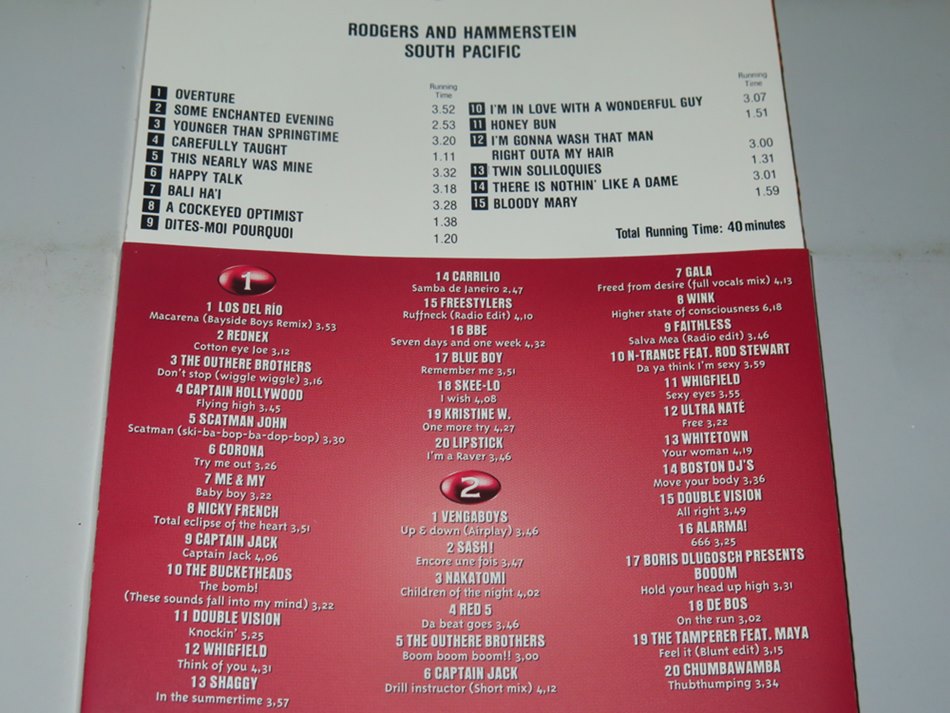 RODGERS AND HAMMERSTEIN
SOUTH PACIFIC
Running
Time
1 OVERTURE 3.52
2 SOME ENCHANTED EVENING 2.53
3 YOUNGER THAN SPRINGTIME 3.20
4 CAREFULLY TAUGHT 1.11
5 THIS NEARLY WAS MINE 3.32
6 HAPPY TALK 3.18
7 BALI HA'I 3.28
8 A COCKEYED OPTIMIST 1.38
9 DITES-MOI POURQUOI 1.20
Running
Time
10 I'M IN LOVE WITH A WONDERFUL GUY 3.07
11 HONEY BUN 1.51
12 I'M GONNA WASH THAT MAN
RIGHT OUTA MY HAIR 3.00
13 TWIN SOLILOQUIES 1.31
14 THERE IS NOTHIN' LIKE A DAME 3.01
15 BLOODY MARY 1.59
Total Running Time: 40 minutes
1
1 LOS DEL RÍO
Macarena (Bayside Boys Remix) 3,53
2 REDNEX
Cotton eye Joe 3,12
3 THE OUTHERE BROTHERS
Don't stop (wiggle wiggle) 3,16
4 CAPTAIN HOLLYWOOD
Flying high 3,45
5 SCATMAN JOHN
Scatman (ski-ba-bop-ba-dop-bop) 3,30
6 CORONA
Try me out 3,26
7 ME & MY
Baby boy 3,22
8 NICKY FRENCH
Total eclipse of the heart 3,51
9 CAPTAIN JACK
Captain Jack 4,06
10 THE BUCKETHEADS
The bomb!
(These sounds fall into my mind) 3,22
11 DOUBLE VISION
Knockin' 5,25
12 WHIGFIELD
Think of you 4,31
13 SHAGGY
In the summertime 3,57
14 CARRILIO
Samba de Janeiro 2,47
15 FREESTYLERS
Ruffneck (Radio Edit) 4,10
16 BBE
Seven days and one week 4,32
17 BLUE BOY
Remember me 3,51
18 SKEE-LO
I wish 4,08
19 KRISTINE W.
One more try 4,27
20 LIPSTICK
I'm a Raver 3,46
2
1 VENGABOYS
Up & down (Airplay) 3,46
2 SASH!
Encore une fois 3,47
3 NAKATOMI
Children of the night 4,02
4 RED 5
Da beat goes 3,46
5 THE OUTHERE BROTHERS
Boom boom boom!! 3,00
6 CAPTAIN JACK
Drill instructor (Short mix) 4,12
7 GALA
Freed from desire (full vocals mix) 4,13
8 WINK
Higher state of consciousness 6,18
9 FAITHLESS
Salva Mea (Radio edit) 3,46
10 N-TRANCE FEAT. ROD STEWART
Da ya think I'm sexy 3,59
11 WHIGFIELD
Sexy eyes 3,55
12 ULTRA NATÉ
Free 3,22
13 WHITETOWN
Your woman 4,19
14 BOSTON DJ'S
Move your body 3,36
15 DOUBLE VISION
All right 3,49
16 ALARMA!
666 3,25
17 BORIS DLUGOSCH PRESENTS
BOOOM
Hold your head up high 3,31
18 DE BOS
On the run 3,02
19 THE TAMPERER FEAT. MAYA
Feel it (Blunt edit) 3,15
20 CHUMBAWAMBA
Thubthumping 3,34